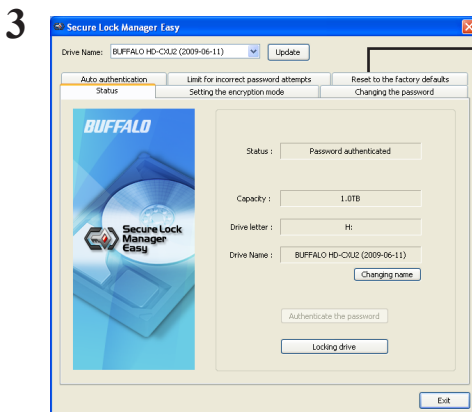 3
Secure Lock Manager Easy
Drive Name: BUFFALO HD-CXU2 (2009-06-11) Update
Auto authentication Limit for incorrect password attempts Reset to the factory defaults
Status Setting the encryption mode Changing the password
BUFFALO
Secure Lock
Manager
Easy
Status : Password authenticated
Capacity : 1.0TB
Drive letter : H:
Drive Name : BUFFALO HD-CXU2 (2009-06-11)
Changing name
Authenticate the password
Locking drive
Exit